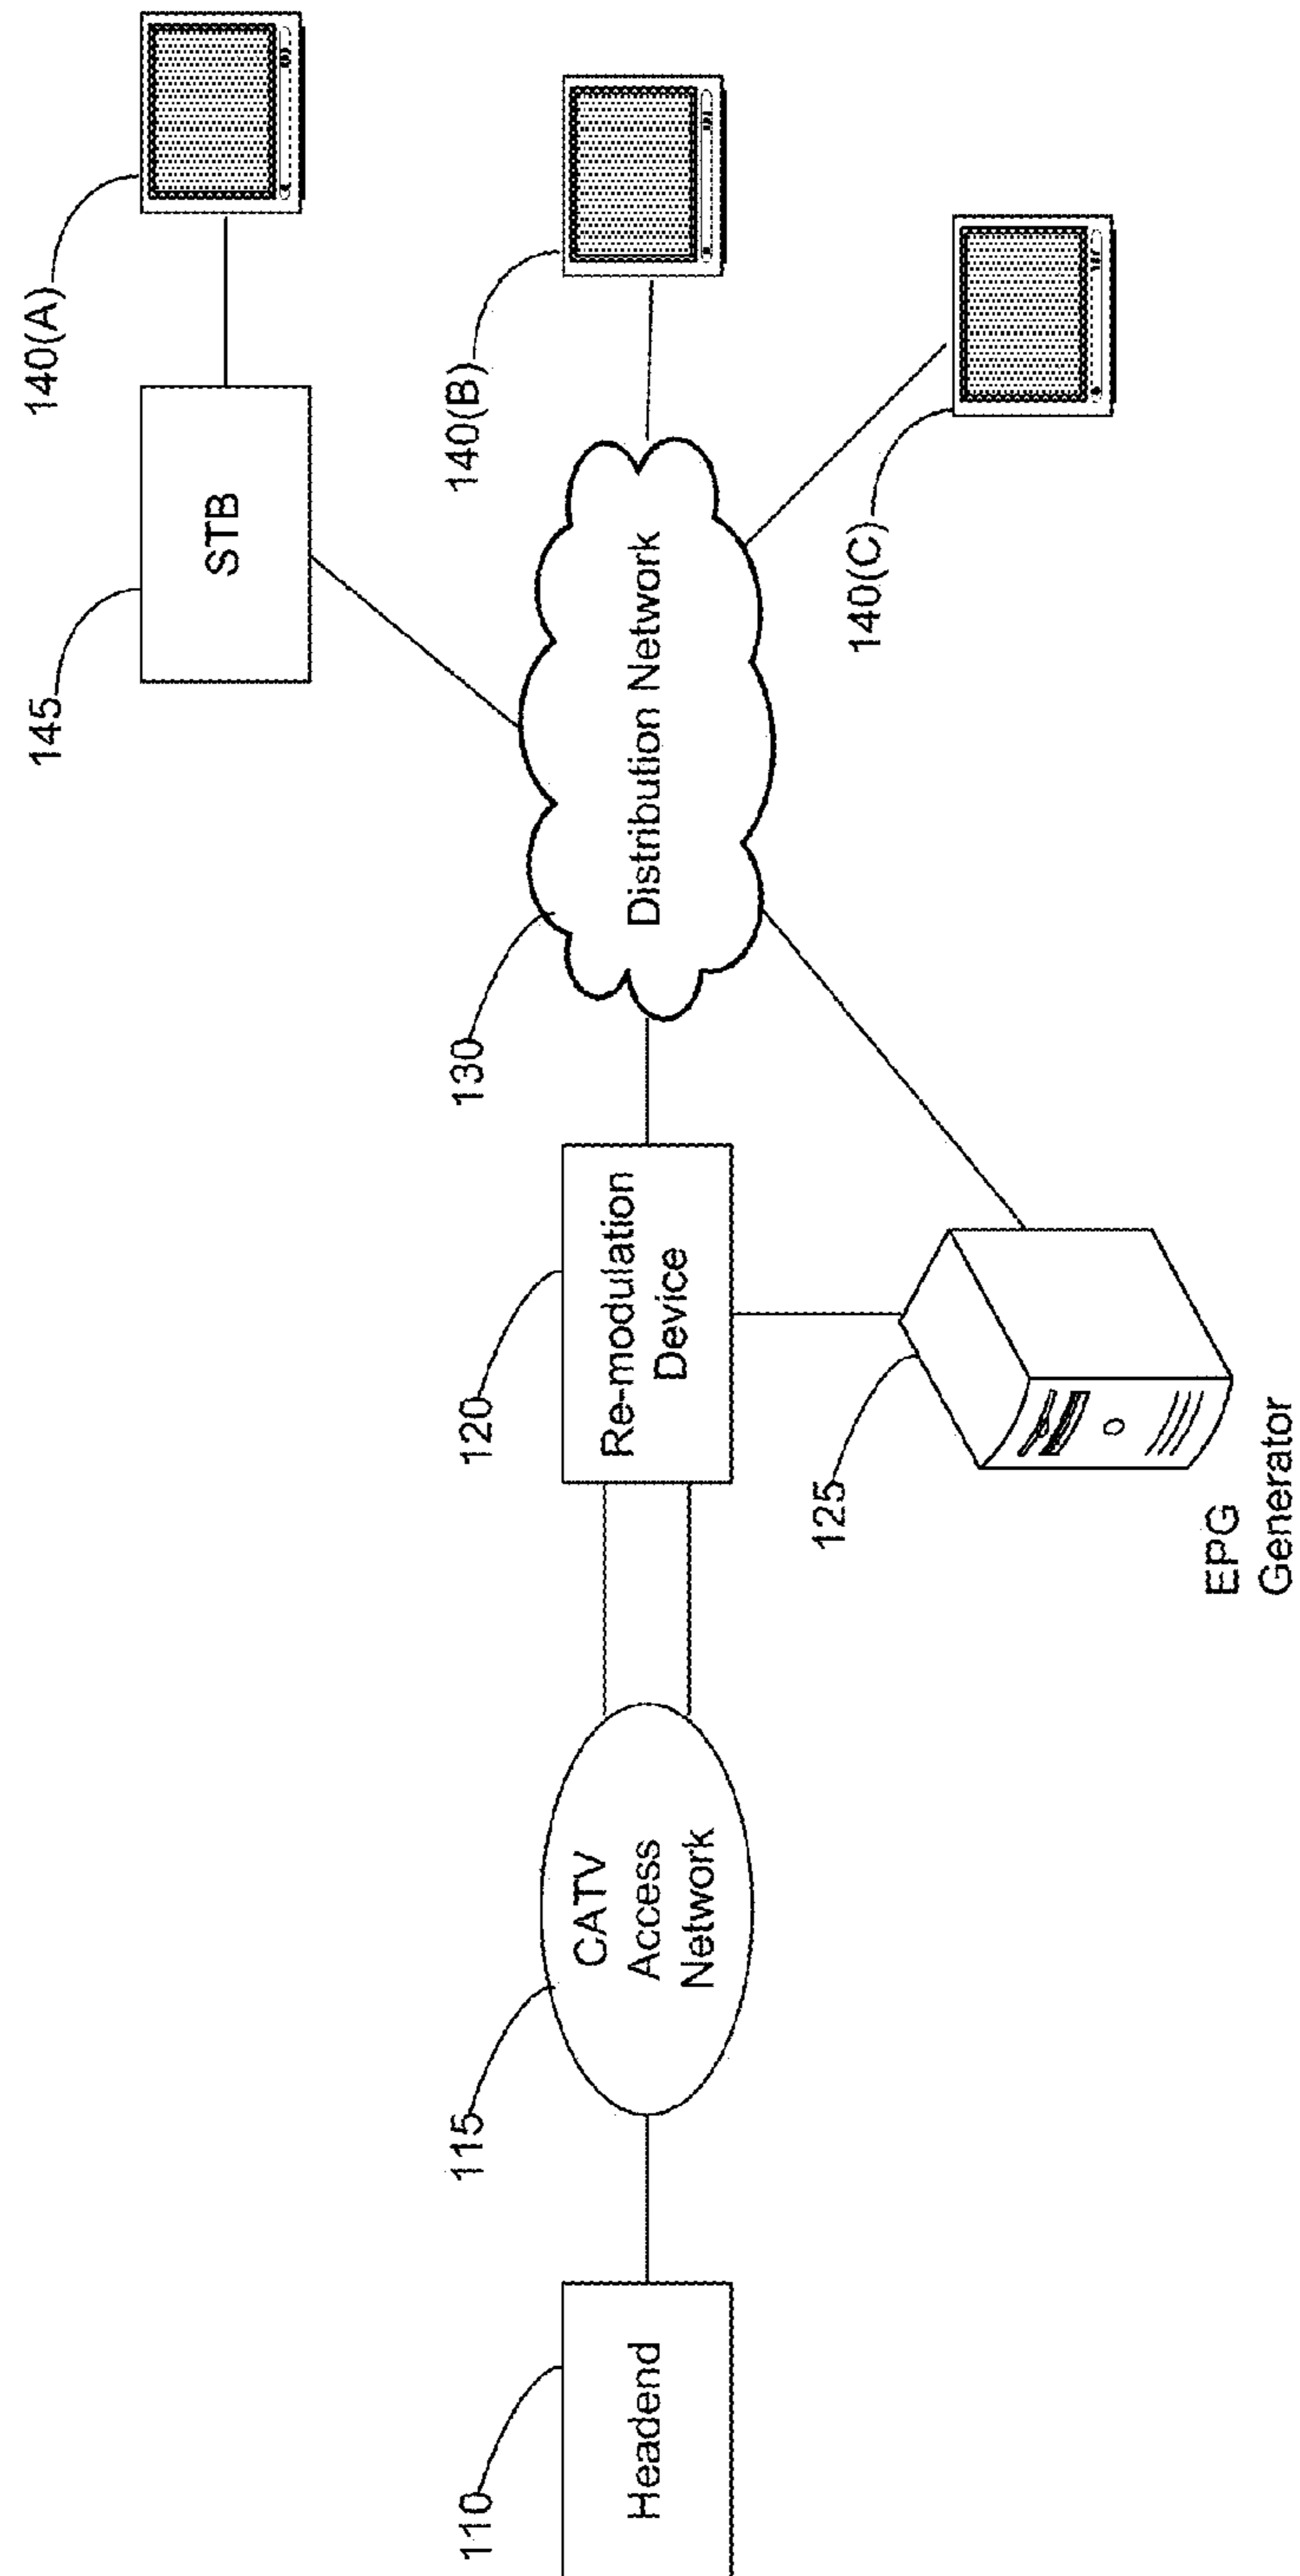 140(A)
145
STB
140(B)
130
Distribution Network
140(C)
120
Re-modulation
Device
125
EPG
Generator
115
CATV
Access
Network
110
Headend